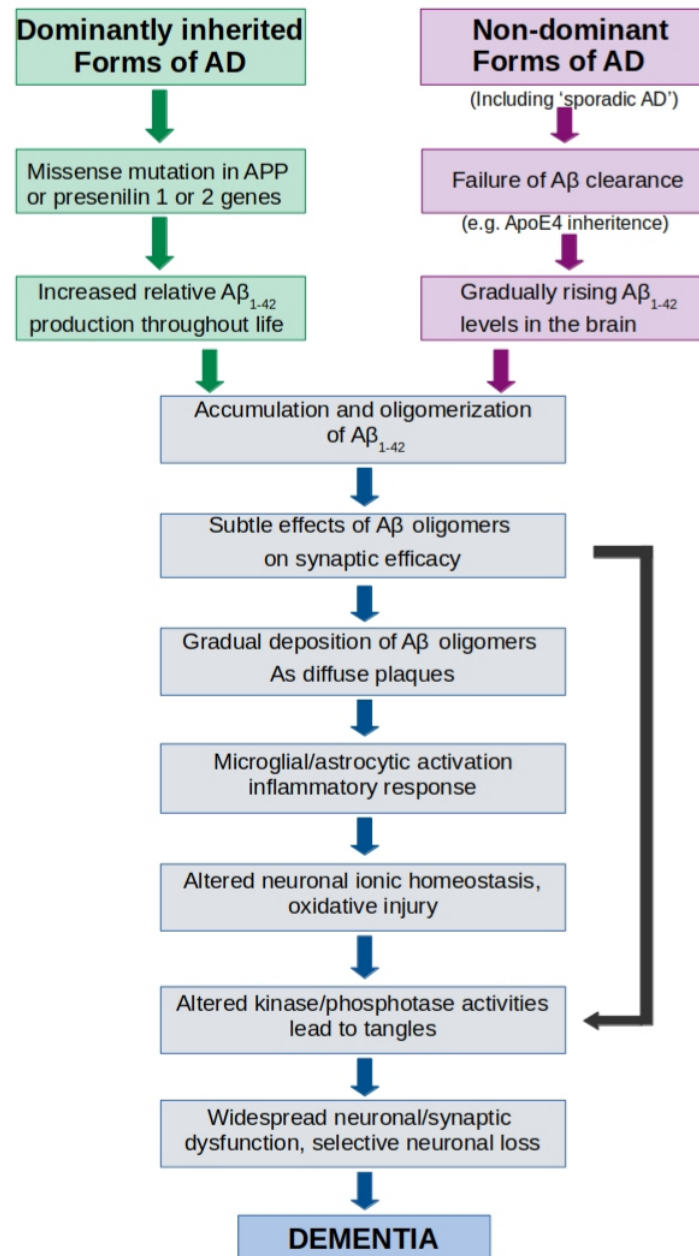 Dominantly inherited
Forms of AD
Non-dominant
Forms of AD
(Including ‘sporadic AD’)
Missense mutation in APP
or presenilin 1 or 2 genes
Failure of Aβ clearance
(e.g. ApoE4 inheritence)
Increased relative Aβ1-42
production throughout life
Gradually rising Aβ1-42
levels in the brain
Accumulation and oligomerization
of Aβ1-42
Subtle effects of Aβ oligomers
on synaptic efficacy
Gradual deposition of Aβ oligomers
As diffuse plaques
Microglial/astrocytic activation
inflammatory response
Altered neuronal ionic homeostasis,
oxidative injury
Altered kinase/phosphotase activities
lead to tangles
Widespread neuronal/synaptic
dysfunction, selective neuronal loss
DEMENTIA